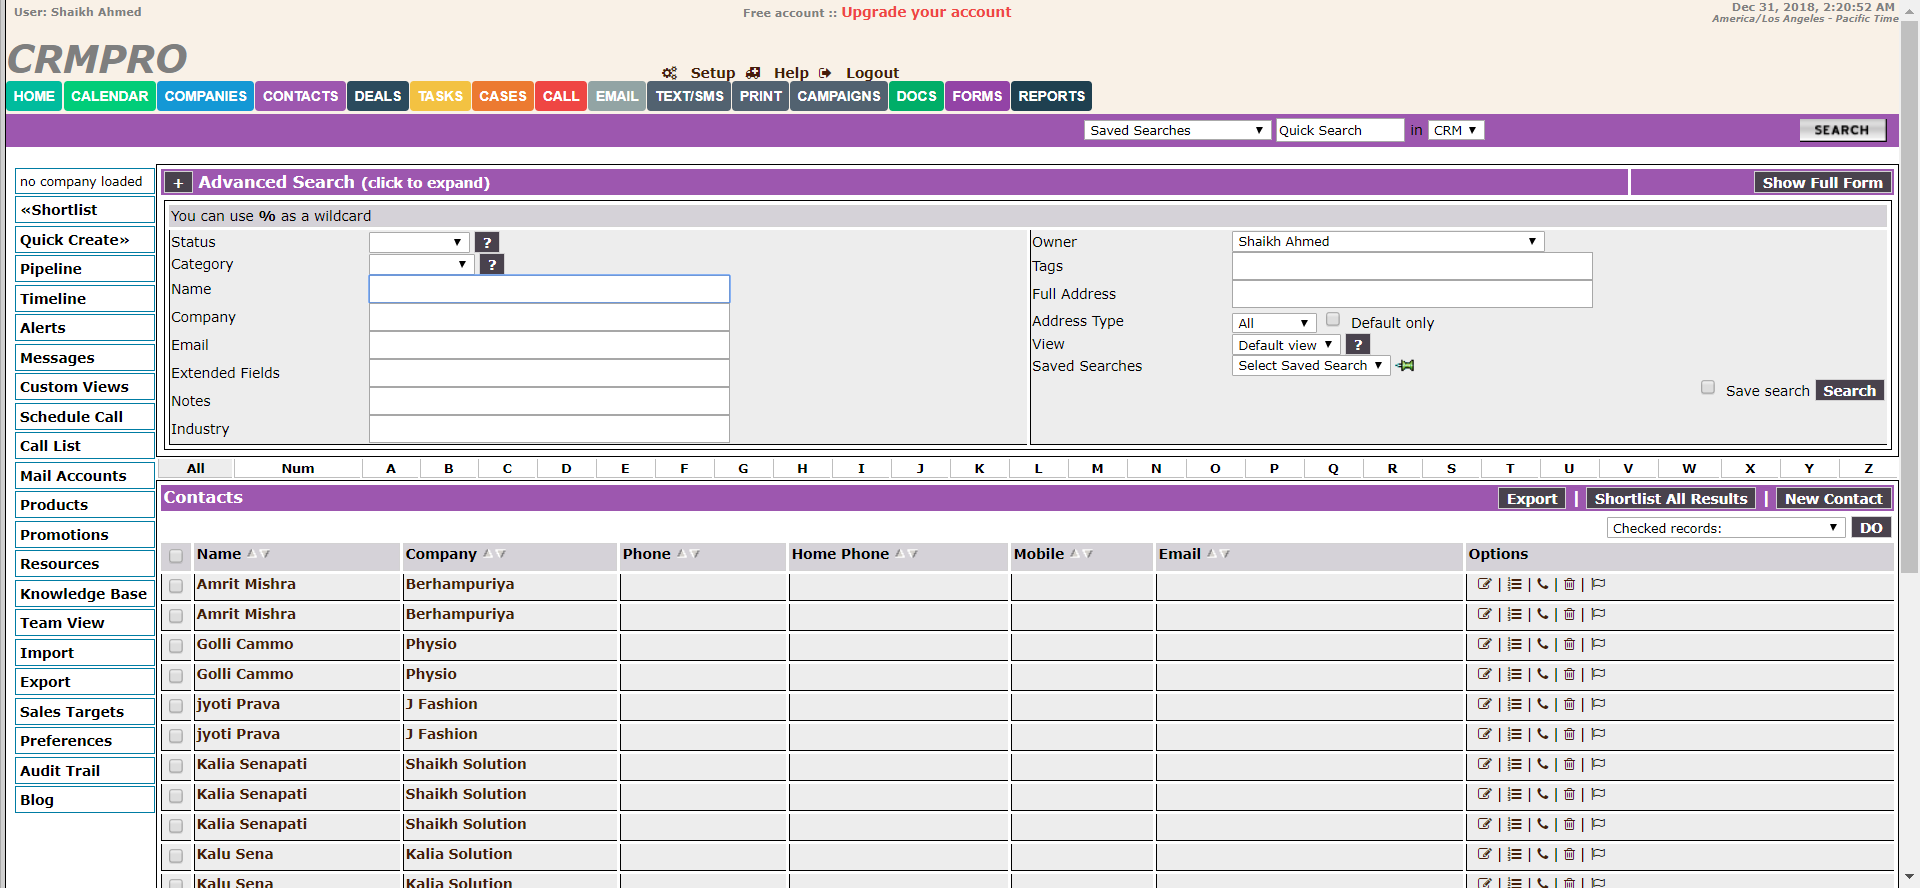 User: Shaikh Ahmed
Free account :: Upgrade your account
Dec 31, 2018, 2:20:52 AM
America/Los Angeles - Pacific Time
CRMPRO
Setup Help Logout
HOME CALENDAR COMPANIES CONTACTS DEALS TASKS CASES CALL EMAIL TEXT/SMS PRINT CAMPAIGNS DOCS FORMS REPORTS
Saved Searches Quick Search in CRM SEARCH
no company loaded
«Shortlist
Quick Create»
Pipeline
Timeline
Alerts
Messages
Custom Views
Schedule Call
Call List
Mail Accounts
Products
Promotions
Resources
Knowledge Base
Team View
Import
Export
Sales Targets
Preferences
Audit Trail
Blog
+ Advanced Search (click to expand) Show Full Form
You can use % as a wildcard
Status ?
Category ?
Name
Company
Email
Extended Fields
Notes
Industry
Owner Shaikh Ahmed
Tags
Full Address
Address Type All Default only
View Default view ?
Saved Searches Select Saved Search
Save search Search
All Num A B C D E F G H I J K L M N O P Q R S T U V W X Y Z
Contacts Export | Shortlist All Results | New Contact
Checked records: DO
Name Company Phone Home Phone Mobile Email Options
Amrit Mishra Berhampuriya | | | |
Amrit Mishra Berhampuriya | | | |
Golli Cammo Physio | | | |
Golli Cammo Physio | | | |
jyoti Prava J Fashion | | | |
jyoti Prava J Fashion | | | |
Kalia Senapati Shaikh Solution | | | |
Kalia Senapati Shaikh Solution | | | |
Kalia Senapati Shaikh Solution | | | |
Kalu Sena Kalia Solution | | | |
Kalu Sena Kalia Solution | | | |